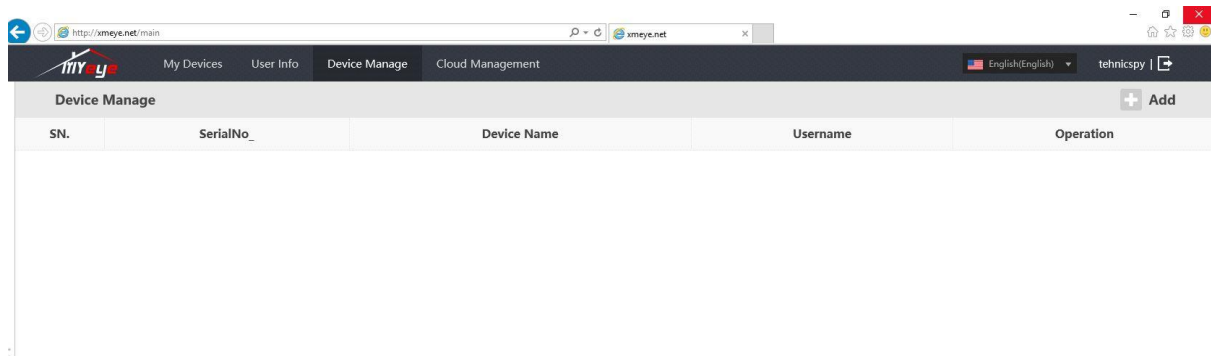 http://xmeye.net/main
xmeye.net
mYeye My Devices User Info Device Manage Cloud Management English(English) tehnicspy |
Device Manage Add
SN. SerialNo_ Device Name Username Operation